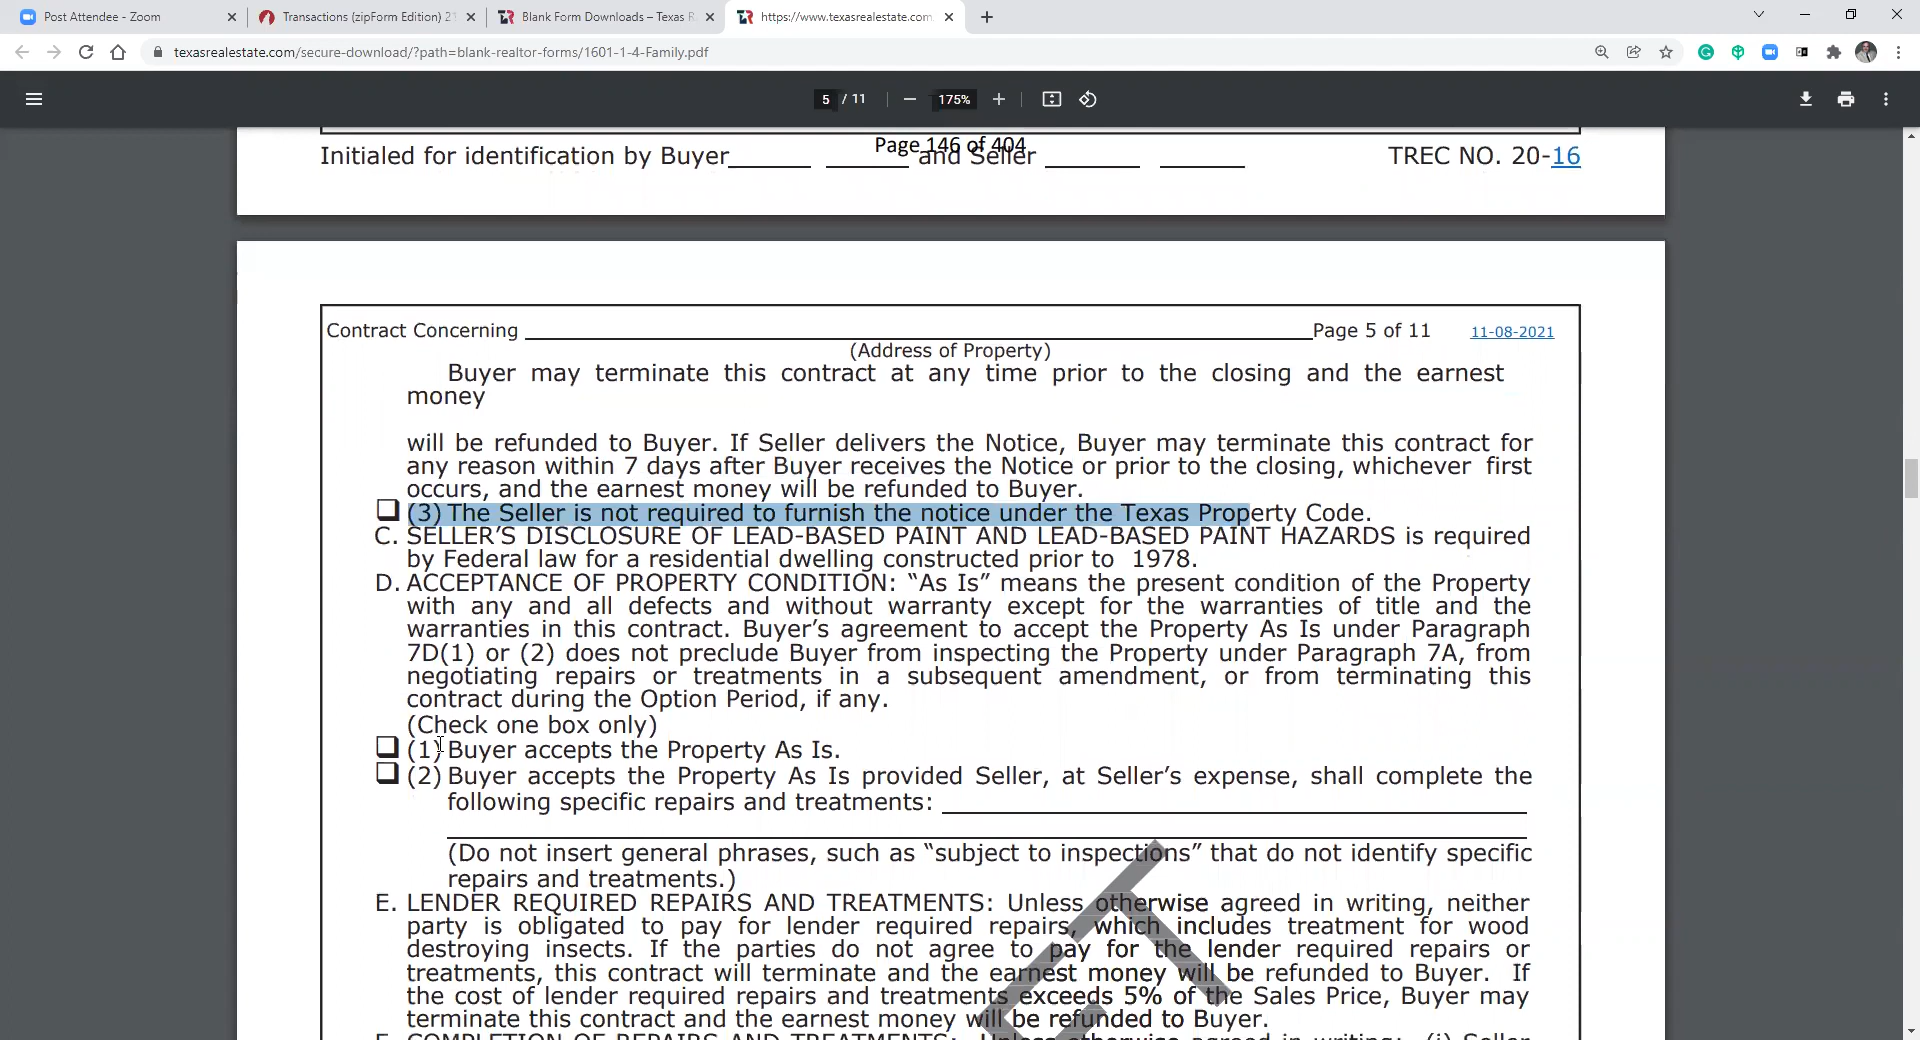 Post Attendee - Zoom
Transactions (zipForm Edition) 2
Blank Form Downloads – Texas R
https://www.texasrealestate.com
texasrealestate.com/secure-download/?path=blank-realtor-forms/1601-1-4-Family.pdf
5 / 11
175%
Page 146 of 404
Initialed for identification by Buyer______ ______ and Seller ______ ______ TREC NO. 20-16
Contract Concerning ______ Page 5 of 11 11-08-2021
(Address of Property)
Buyer may terminate this contract at any time prior to the closing and the earnest
money
will be refunded to Buyer. If Seller delivers the Notice, Buyer may terminate this contract for
any reason within 7 days after Buyer receives the Notice or prior to the closing, whichever first
occurs, and the earnest money will be refunded to Buyer.
❑ (3) The Seller is not required to furnish the notice under the Texas Property Code.
C. SELLER’S DISCLOSURE OF LEAD-BASED PAINT AND LEAD-BASED PAINT HAZARDS is required
by Federal law for a residential dwelling constructed prior to 1978.
D. ACCEPTANCE OF PROPERTY CONDITION: “As Is” means the present condition of the Property
with any and all defects and without warranty except for the warranties of title and the
warranties in this contract. Buyer’s agreement to accept the Property As Is under Paragraph
7D(1) or (2) does not preclude Buyer from inspecting the Property under Paragraph 7A, from
negotiating repairs or treatments in a subsequent amendment, or from terminating this
contract during the Option Period, if any.
(Check one box only)
❑ (1) Buyer accepts the Property As Is.
❑ (2) Buyer accepts the Property As Is provided Seller, at Seller’s expense, shall complete the
following specific repairs and treatments: ______
______
(Do not insert general phrases, such as “subject to inspections” that do not identify specific
repairs and treatments.)
E. LENDER REQUIRED REPAIRS AND TREATMENTS: Unless otherwise agreed in writing, neither
party is obligated to pay for lender required repairs, which includes treatment for wood
destroying insects. If the parties do not agree to pay for the lender required repairs or
treatments, this contract will terminate and the earnest money will be refunded to Buyer. If
the cost of lender required repairs and treatments exceeds 5% of the Sales Price, Buyer may
terminate this contract and the earnest money will be refunded to Buyer.
F. COMPLETION OF REPAIRS AND TREATMENTS: Unless otherwise agreed in writing: (i) Seller